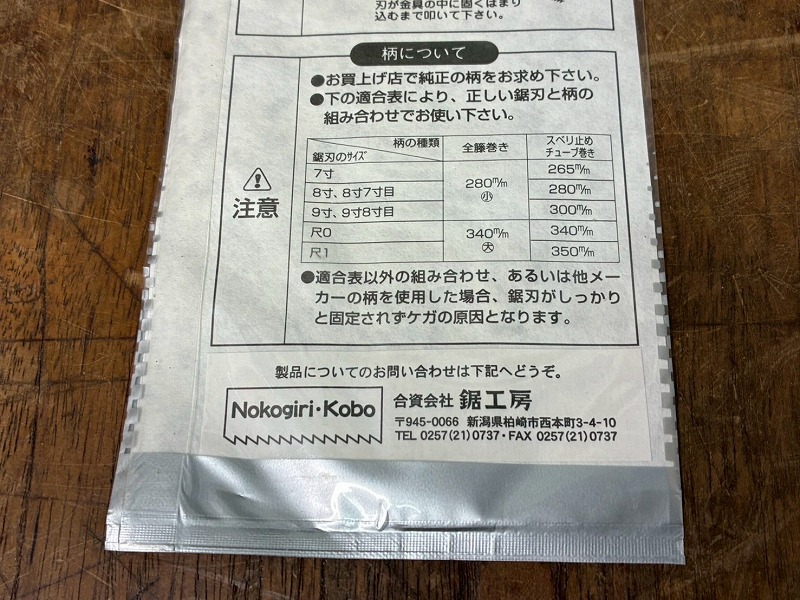 刃が金具の中に固くはまり
込むまで叩いて下さい。
柄について
●お買上げ店で純正の柄をお求め下さい。
●下の適合表により、正しい鋸刃と柄の
組み合わせでお使い下さい。
柄の種類
鋸刃のサイズ
全籐巻き
スベリ止め
チューブ巻き
7寸
280m/m
小
265m/m
8寸、8寸7寸目
280m/m
9寸、9寸8寸目
300m/m
尺0
340m/m
大
340m/m
尺1
350m/m
注意
●適合表以外の組み合わせ、あるいは他メー
カーの柄を使用した場合、鋸刃がしっかり
と固定されずケガの原因となります。
製品についてのお問い合わせは下記へどうぞ。
Nokogiri・Kobo
合資会社 鋸工房
〒945-0066 新潟県柏崎市西本町3-4-10
TEL 0257(21)0737・FAX 0257(21)0737